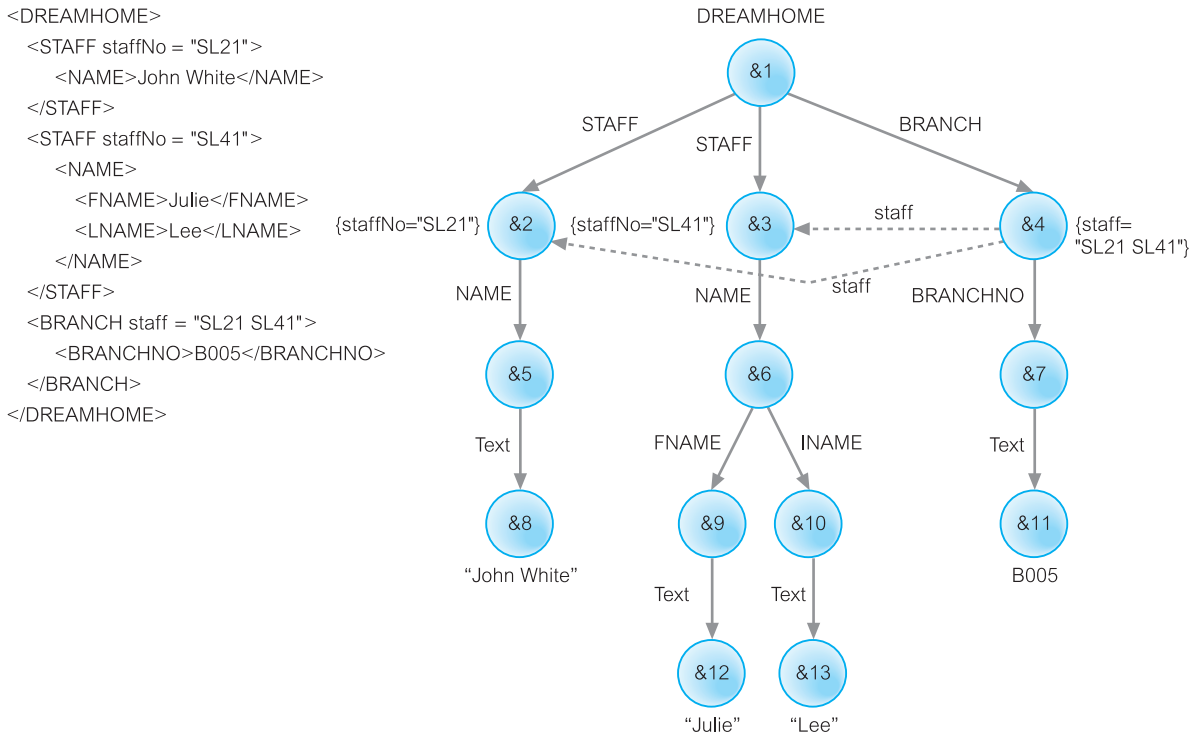 <DREAMHOME>
<STAFF staffNo = "SL21">
<NAME>John White</NAME>
</STAFF>
<STAFF staffNo = "SL41">
<NAME>
<FNAME>Julie</FNAME>
<LNAME>Lee</LNAME>
</NAME>
</STAFF>
<BRANCH staff = "SL21 SL41">
<BRANCHNO>B005</BRANCHNO>
</BRANCH>
</DREAMHOME>
DREAMHOME
&1
STAFF
STAFF
BRANCH
{staffNo="SL21"}
&2
{staffNo="SL41"}
&3
staff
&4
{staff=
"SL21 SL41"}
staff
NAME
NAME
BRANCHNO
&5
&6
&7
Text
FNAME
INAME
Text
&8
&9
&10
&11
“John White”
B005
Text
Text
&12
&13
“Julie”
“Lee”